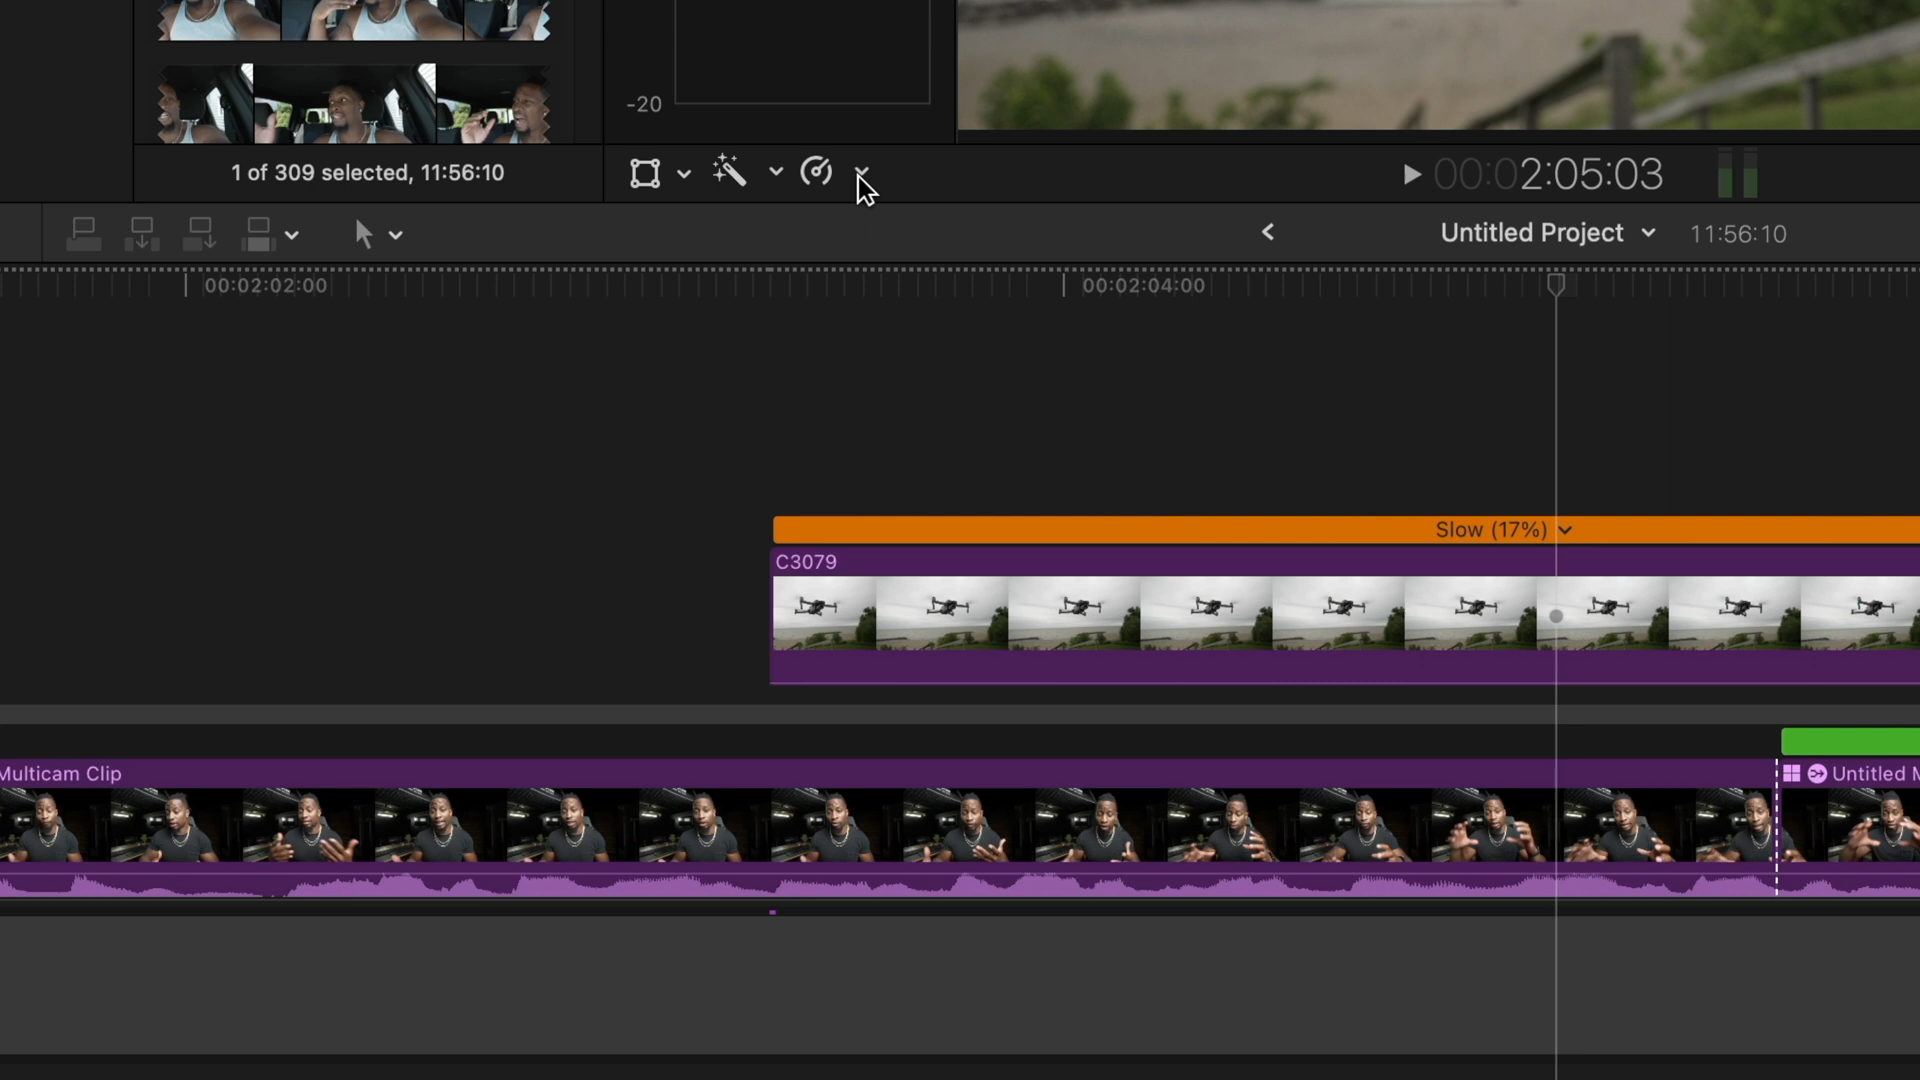 -20
1 of 309 selected, 11:56:10
00:002:05:03
Untitled Project
11:56:10
00:02:02:00
00:02:04:00
Slow (17%)
C3079
Multicam Clip
Untitled M